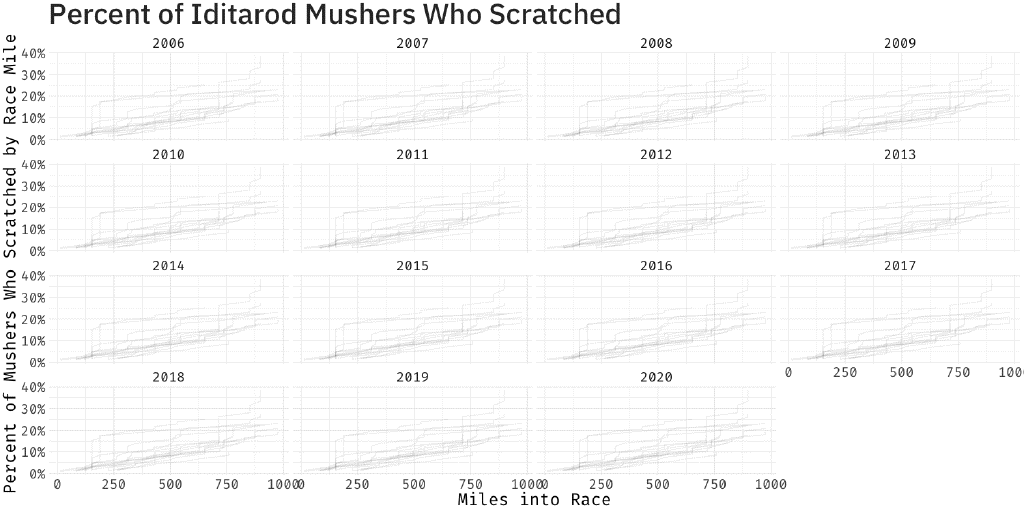 Percent of Iditarod Mushers Who Scratched
Percent of Mushers Who Scratched by Race Mile
2006 2007 2008 2009
40%
30%
20%
10%
0%
2010 2011 2012 2013
40%
30%
20%
10%
0%
2014 2015 2016 2017
40%
30%
20%
10%
0%
0 250 500 750 100
2018 2019 2020
40%
30%
20%
10%
0%
0 250 500 750 1000 0 250 500 750 1000 0 250 500 750 1000
Miles into Race